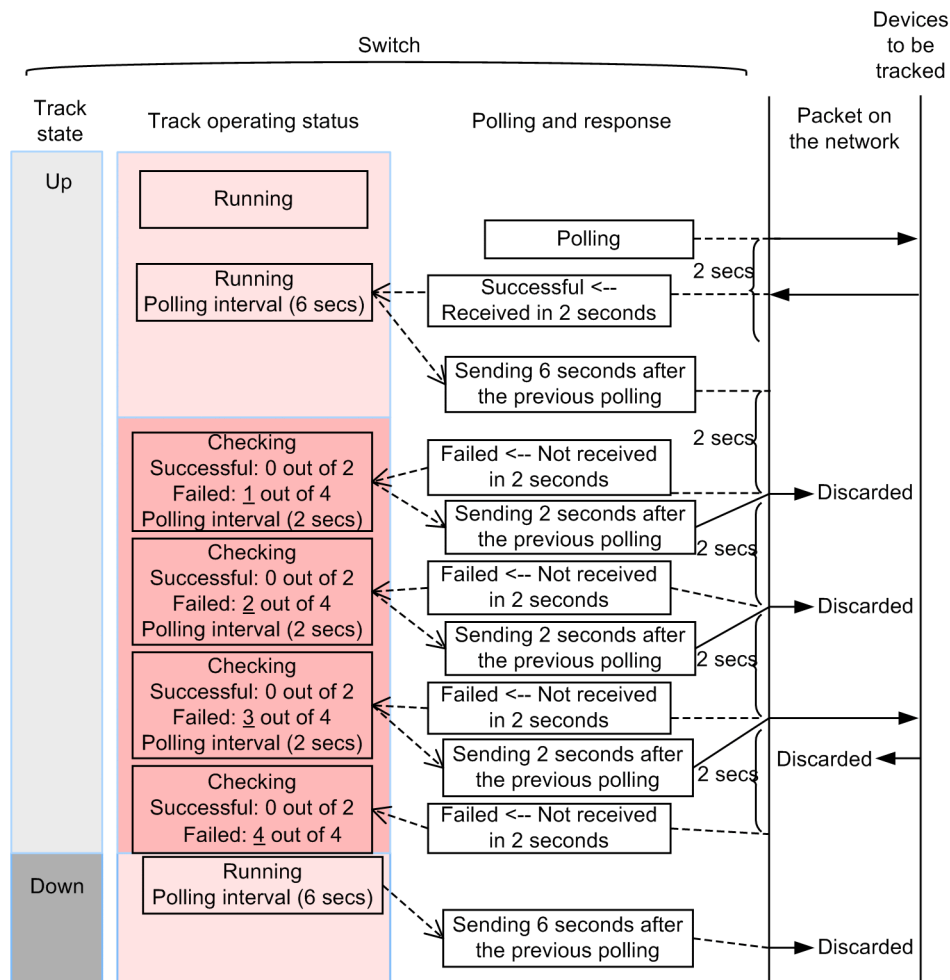 Devices
to be
tracked
Switch
Track
state
Track operating status
Polling and response
Packet on
the network
Up
Running
Polling
2 secs
Running
Polling interval (6 secs)
Successful <--
Received in 2 seconds
Sending 6 seconds after
the previous polling
2 secs
Checking
Successful: 0 out of 2
Failed: 1 out of 4
Polling interval (2 secs)
Failed <-- Not received
in 2 seconds
Discarded
Sending 2 seconds after
the previous polling
2 secs
Checking
Successful: 0 out of 2
Failed: 2 out of 4
Polling interval (2 secs)
Failed <-- Not received
in 2 seconds
Discarded
Sending 2 seconds after
the previous polling
2 secs
Checking
Successful: 0 out of 2
Failed: 3 out of 4
Polling interval (2 secs)
Failed <-- Not received
in 2 seconds
Sending 2 seconds after
the previous polling
2 secs
Discarded
Checking
Successful: 0 out of 2
Failed: 4 out of 4
Failed <-- Not received
in 2 seconds
Down
Running
Polling interval (6 secs)
Sending 6 seconds after
the previous polling
Discarded